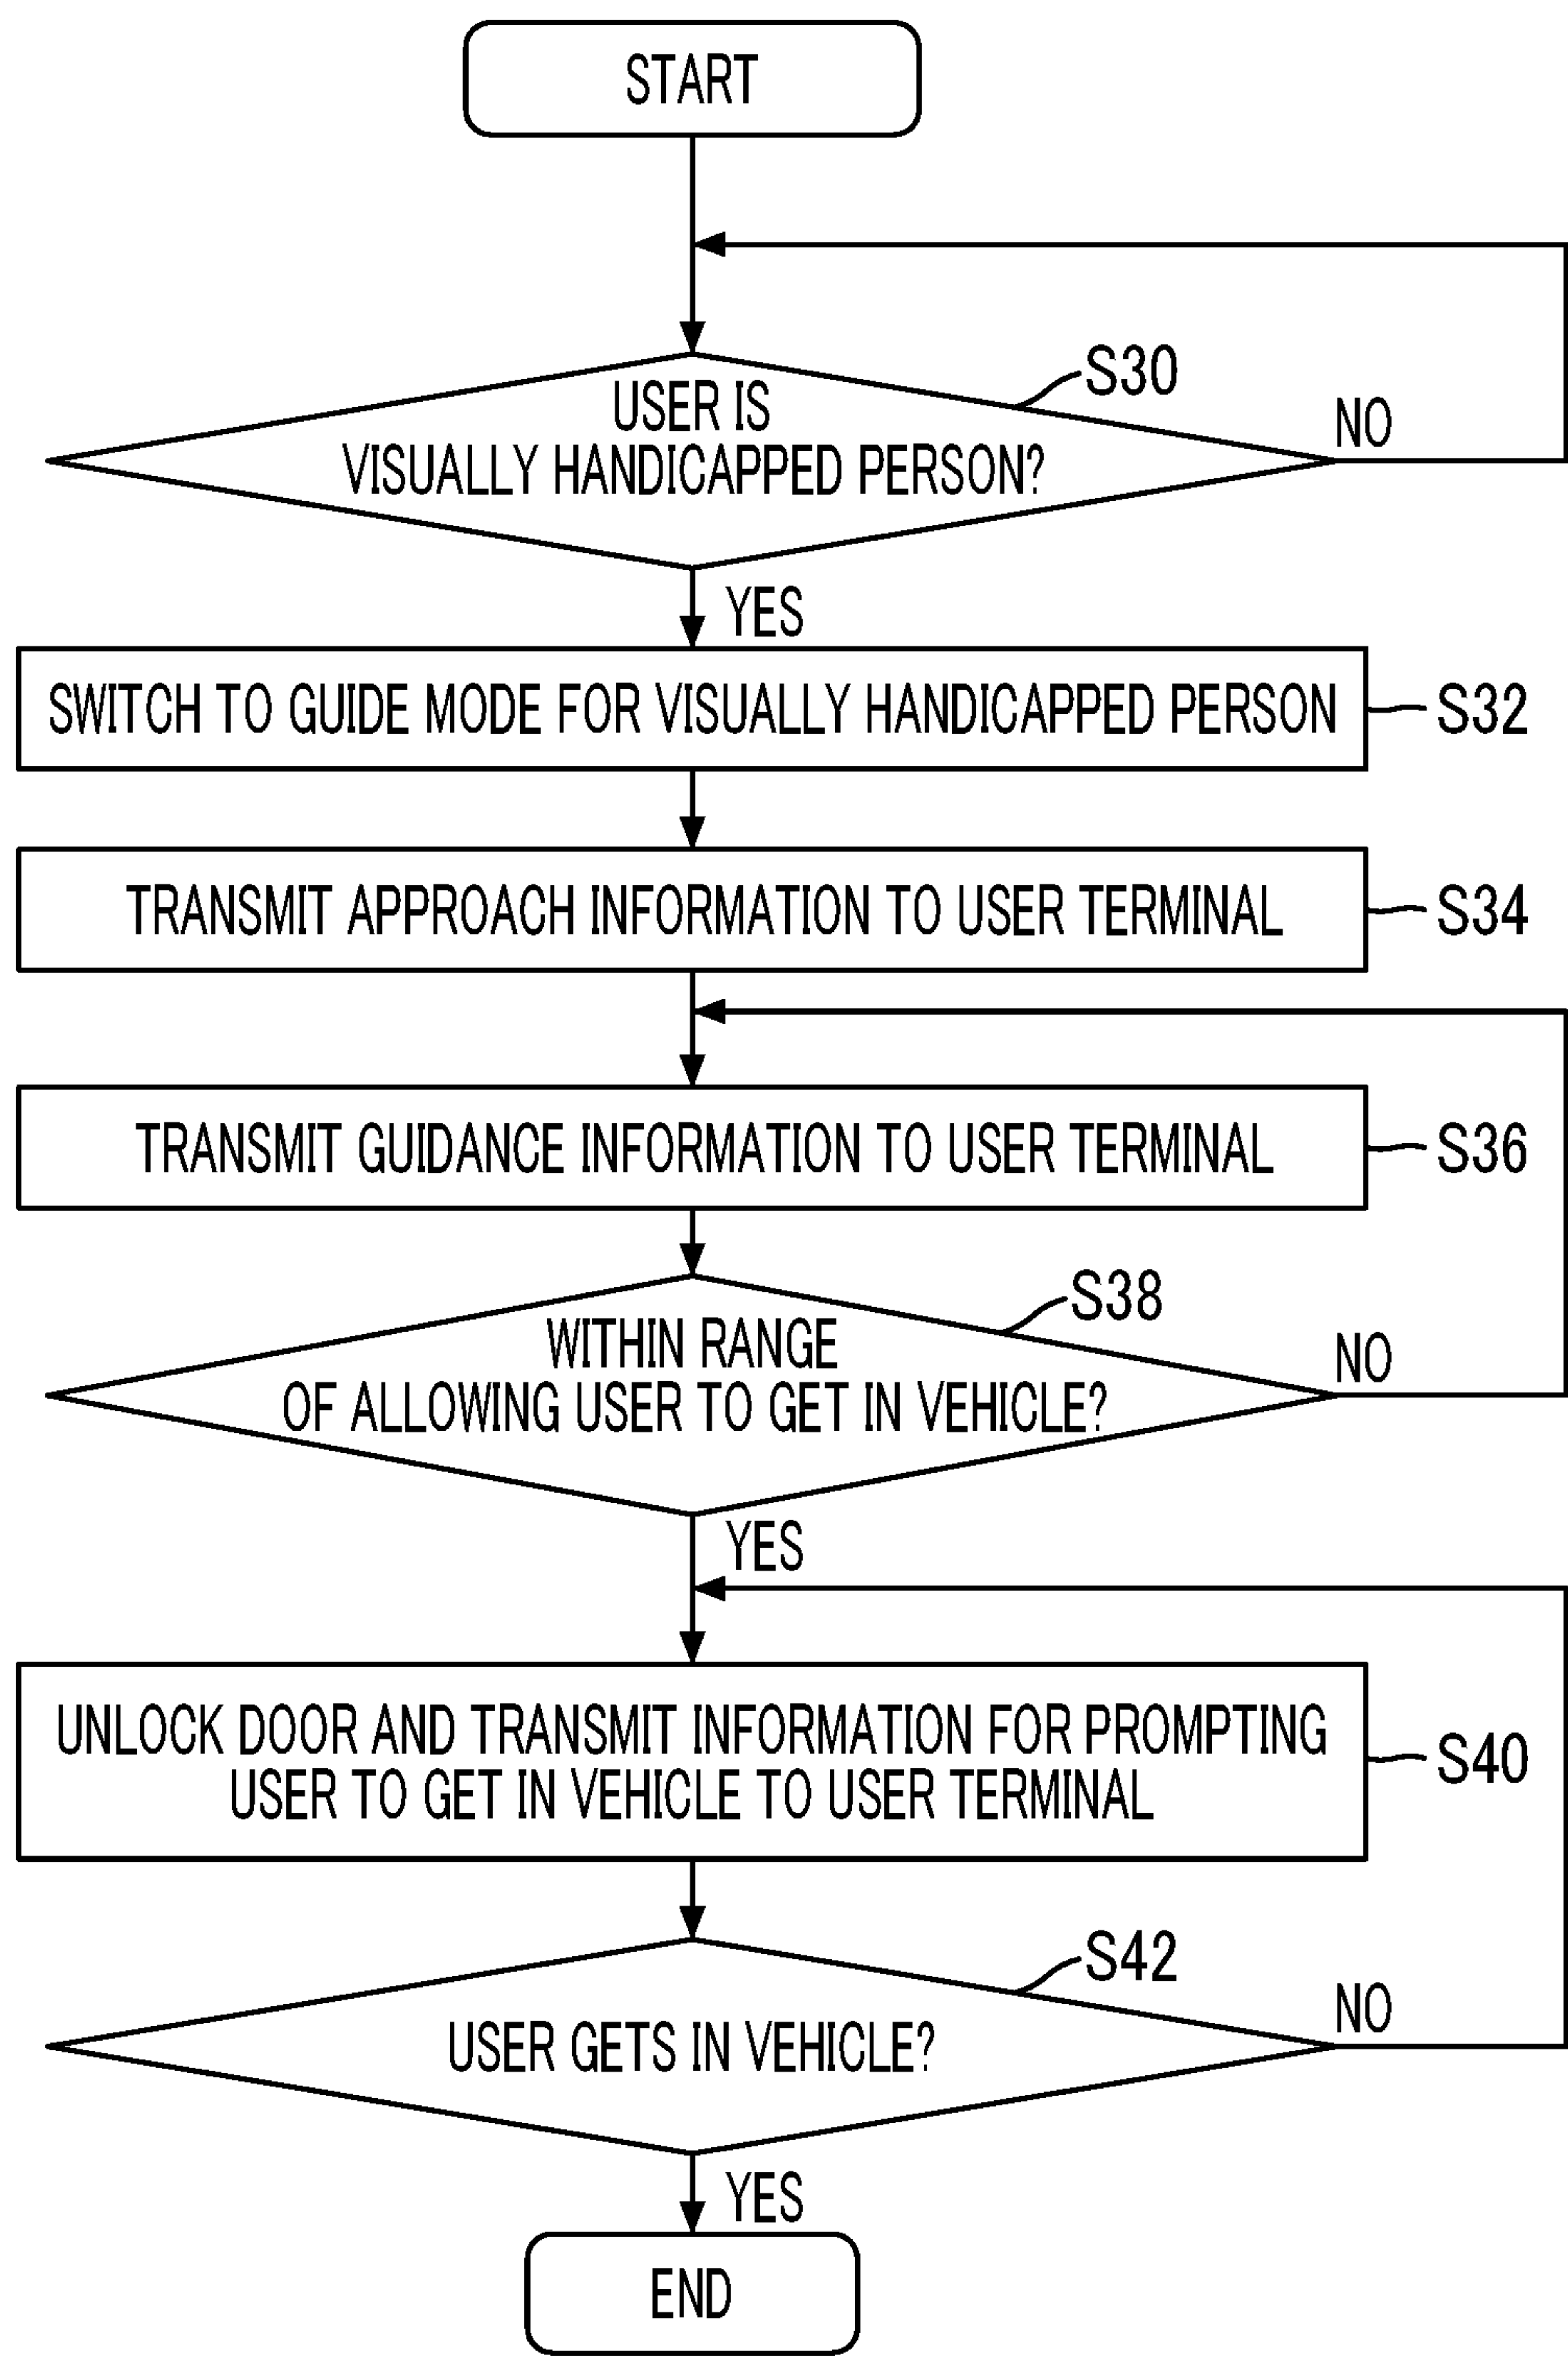 START
S30
USER IS
VISUALLY HANDICAPPED PERSON?
NO
YES
SWITCH TO GUIDE MODE FOR VISUALLY HANDICAPPED PERSON
S32
TRANSMIT APPROACH INFORMATION TO USER TERMINAL
S34
TRANSMIT GUIDANCE INFORMATION TO USER TERMINAL
S36
S38
WITHIN RANGE
OF ALLOWING USER TO GET IN VEHICLE?
NO
YES
UNLOCK DOOR AND TRANSMIT INFORMATION FOR PROMPTING
USER TO GET IN VEHICLE TO USER TERMINAL
S40
S42
USER GETS IN VEHICLE?
NO
YES
END